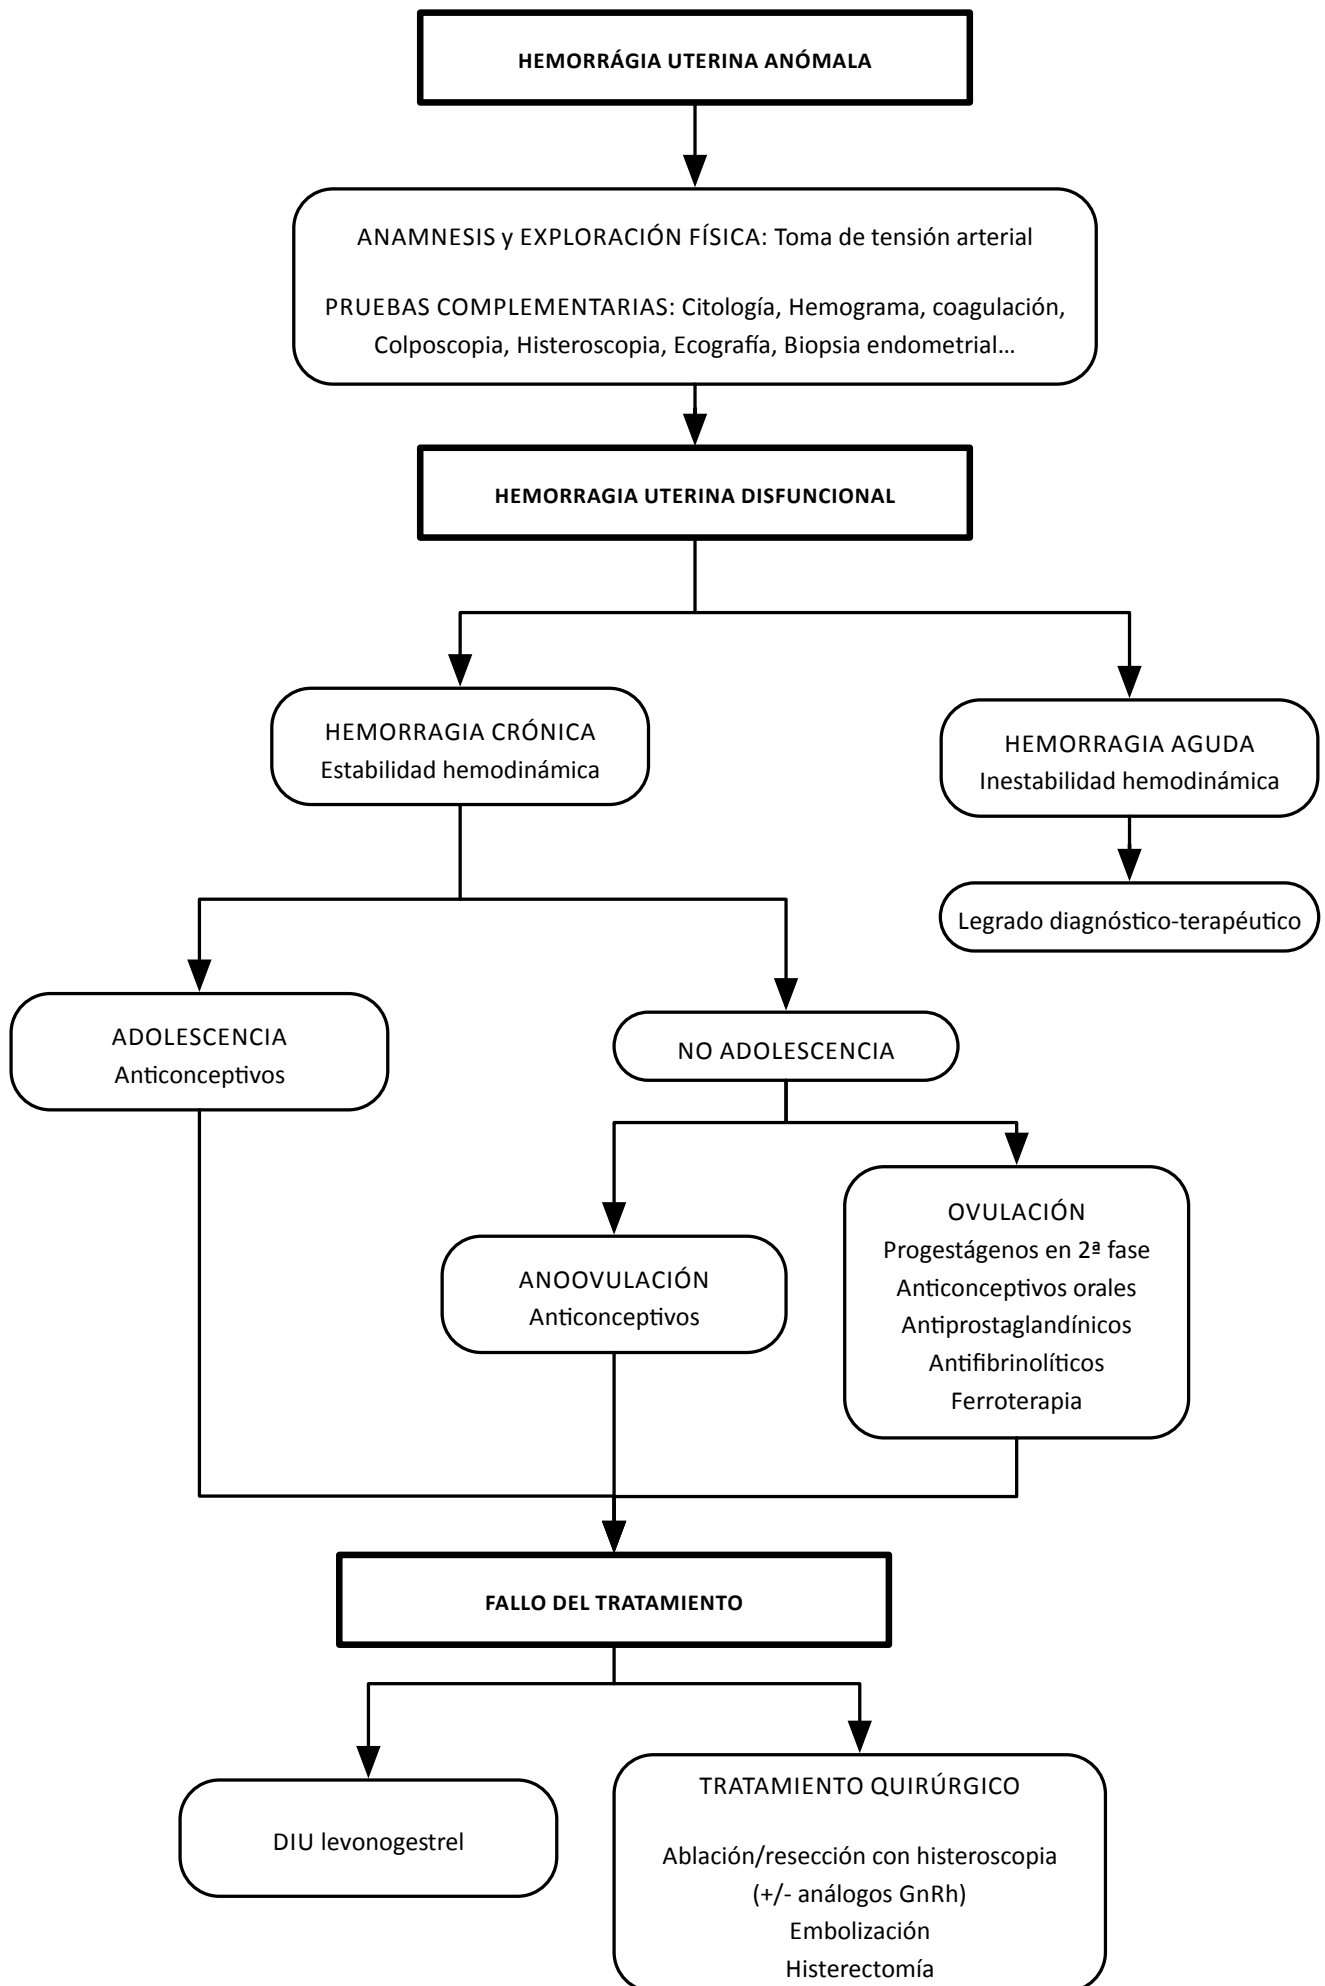 HEMORRÁGIA UTERINA ANÓMALA
ANAMNESIS y EXPLORACIÓN FÍSICA: Toma de tensión arterial
PRUEBAS COMPLEMENTARIAS: Citología, Hemograma, coagulación,
Colposcopia, Histeroscopia, Ecografía, Biopsia endometrial...
HEMORRAGIA UTERINA DISFUNCIONAL
HEMORRAGIA CRÓNICA
Estabilidad hemodinámica
HEMORRAGIA AGUDA
Inestabilidad hemodinámica
Legrado diagnóstico-terapéutico
ADOLESCENCIA
Anticonceptivos
NO ADOLESCENCIA
ANOOVULACIÓN
Anticonceptivos
OVULACIÓN
Progestágenos en 2ª fase
Anticonceptivos orales
Antiprostaglandínicos
Antifibrinolíticos
Ferroterapia
FALLO DEL TRATAMIENTO
DIU levonogestrel
TRATAMIENTO QUIRÚRGICO
Ablación/resección con histeroscopia
(+/- análogos GnRh)
Embolización
Histerectomía